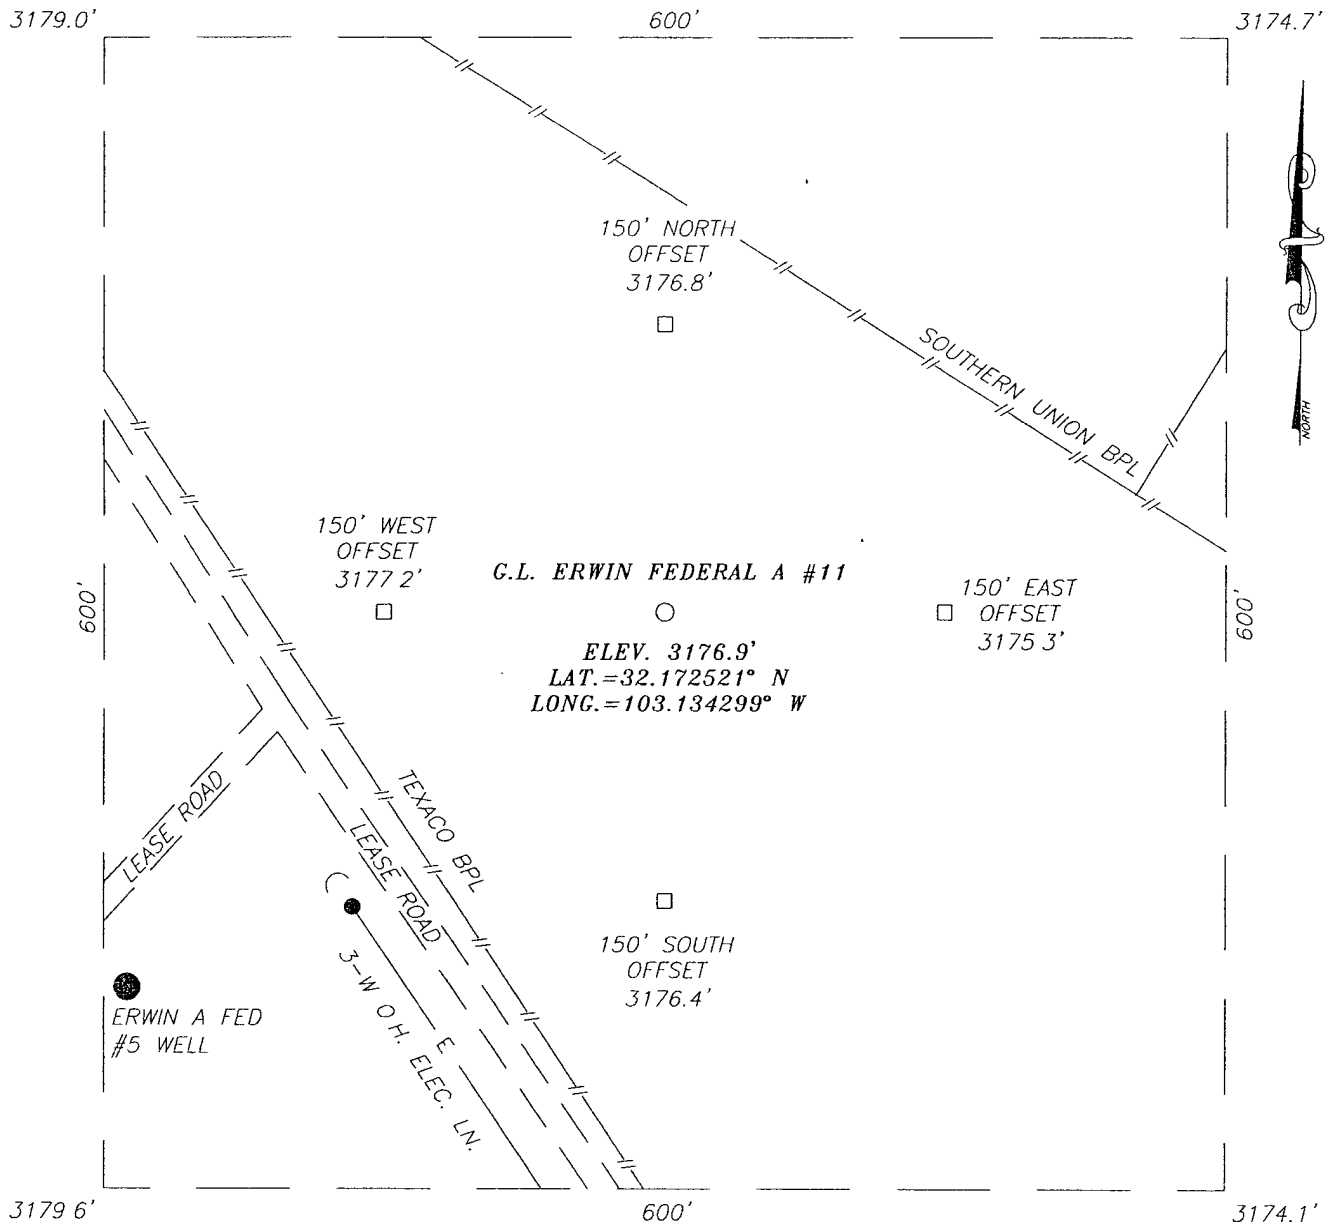 3179.0'
600'
3174.7'
150' NORTH
OFFSET
3176.8'
NORTH
SOUTHERN UNION BPL
150' WEST
OFFSET
3177 2'
G.L. ERWIN FEDERAL A #11
600'
150' EAST
OFFSET
3175 3'
600'
ELEV. 3176.9'
LAT.=32.172521° N
LONG.=103.134299° W
LEASE ROAD
TEXACO BPL
LEASE ROAD
150' SOUTH
OFFSET
3176.4'
3-W O H. ELEC. LN.
E
ERWIN A FED
#5 WELL
3179 6'
600'
3174.1'